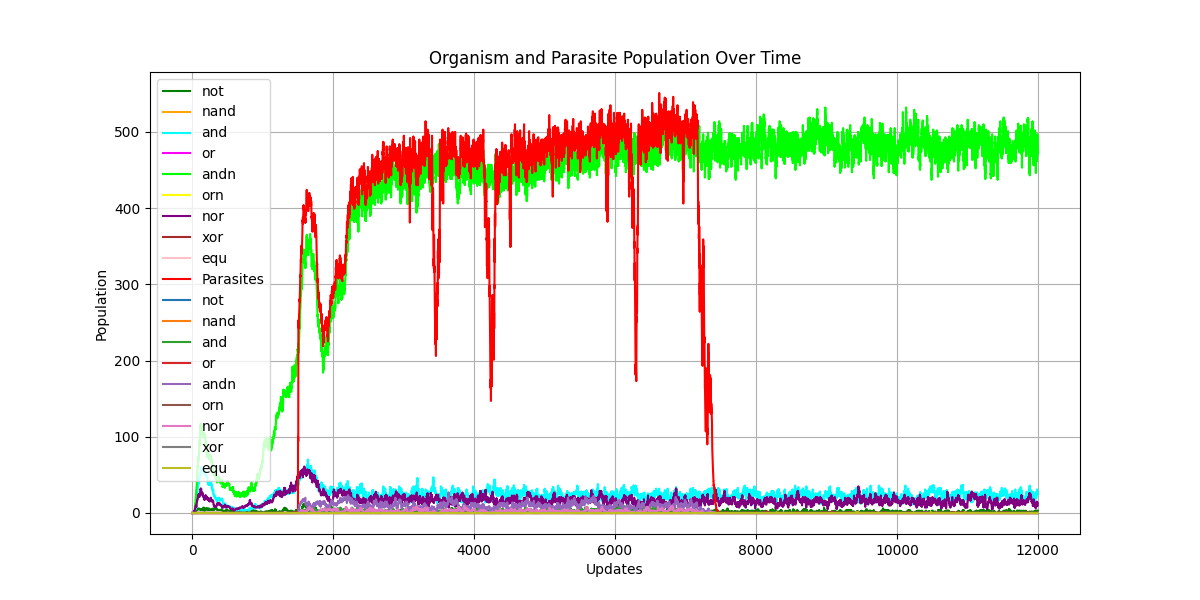 Organism and Parasite Population Over Time
Population
500
400
300
200
100
0
not
nand
and
or
andn
orn
nor
xor
equ
Parasites
not
nand
and
or
andn
orn
nor
xor
equ
0
2000
4000
6000
8000
10000
12000
Updates